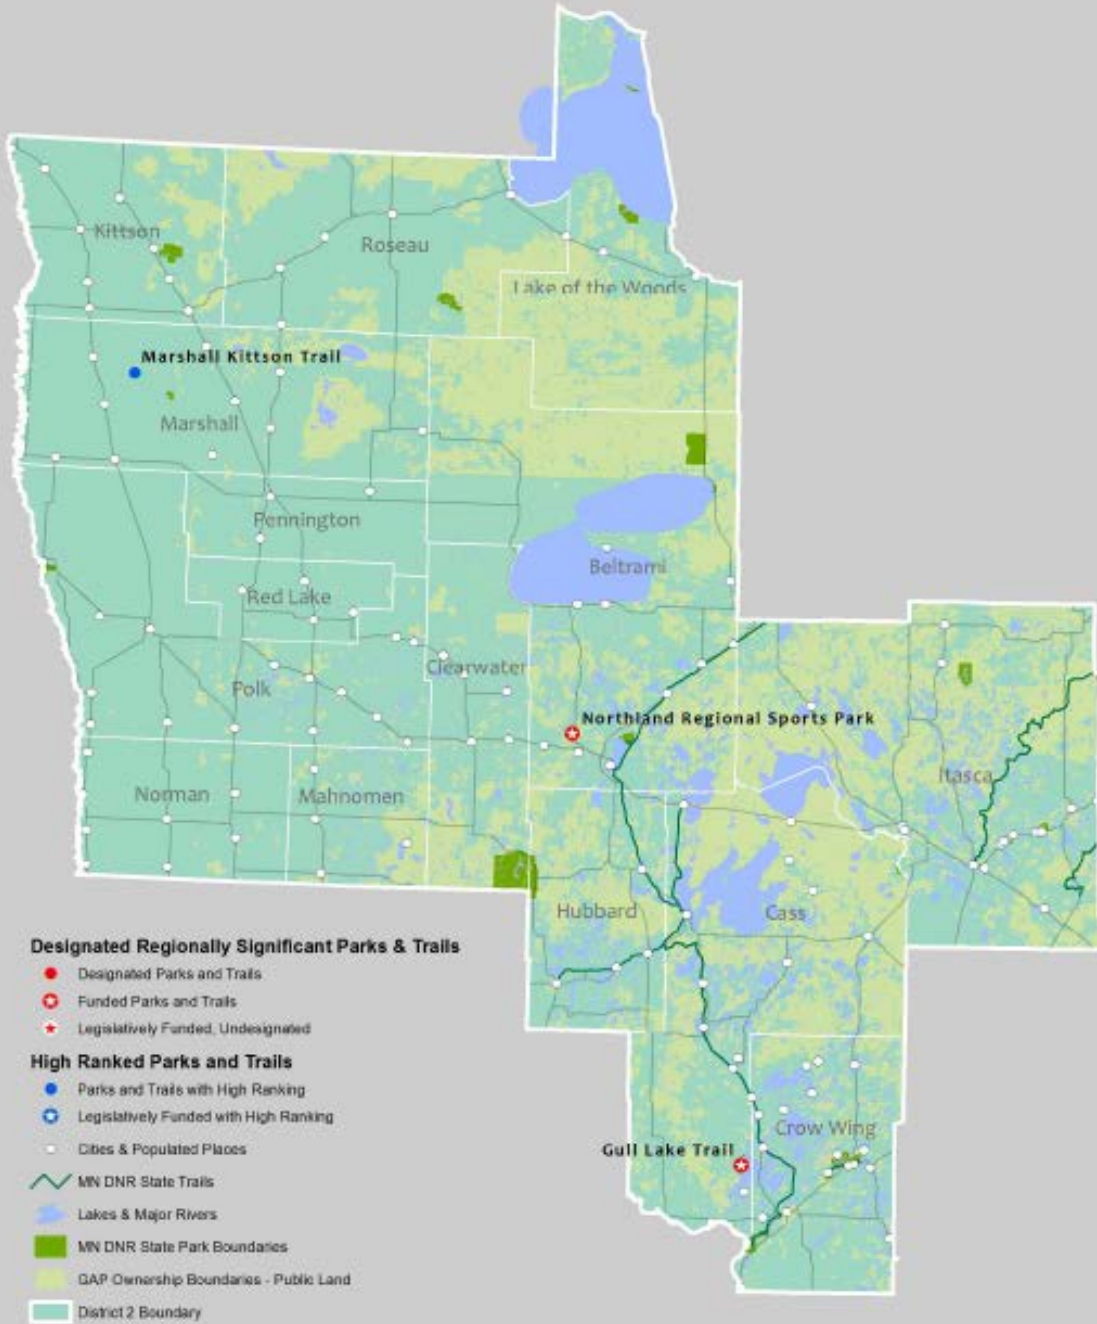 Kittson
Roseau
Lake of the Woods
Marshall Kittson Trail
Marshall
Pennington
Beltrami
Red Lake
Clearwater
Polk
Northland Regional Sports Park
Itasca
Norman
Mahnomen
Hubbard
Cass
Crow Wing
Gull Lake Trail
Designated Regionally Significant Parks & Trails
Designated Parks and Trails
Funded Parks and Trails
Legislatively Funded, Undesignated
High Ranked Parks and Trails
Parks and Trails with High Ranking
Legislatively Funded with High Ranking
Cities & Populated Places
MN DNR State Trails
Lakes & Major Rivers
MN DNR State Park Boundaries
GAP Ownership Boundaries - Public Land
District 2 Boundary